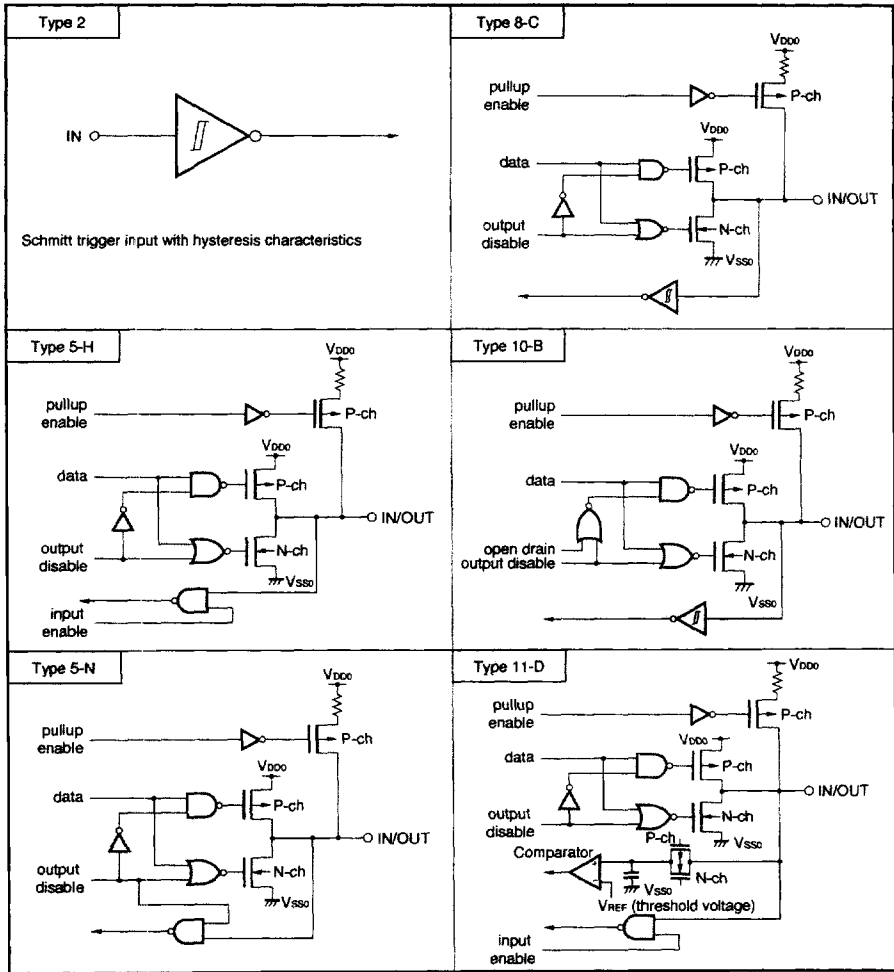 Type 2
IN
Schmitt trigger input with hysteresis characteristics
Type 8-C
VDD0
pullup
enable
P-ch
VDD0
data
P-ch
IN/OUT
output
disable
N-ch
VSS0
Type 5-H
VDD0
pullup
enable
P-ch
VDD0
data
P-ch
IN/OUT
output
disable
N-ch
VSS0
input
enable
Type 10-B
VDD0
pullup
enable
P-ch
VDD0
data
P-ch
IN/OUT
open drain
output disable
N-ch
VSS0
Type 5-N
VDD0
pullup
enable
P-ch
VDD0
data
P-ch
IN/OUT
output
disable
N-ch
VSS0
Type 11-D
VDD0
pullup
enable
P-ch
VDD0
data
P-ch
IN/OUT
output
disable
N-ch
VSS0
P-ch
Comparator
+
-
N-ch
VSS0
VREF (threshold voltage)
input
enable